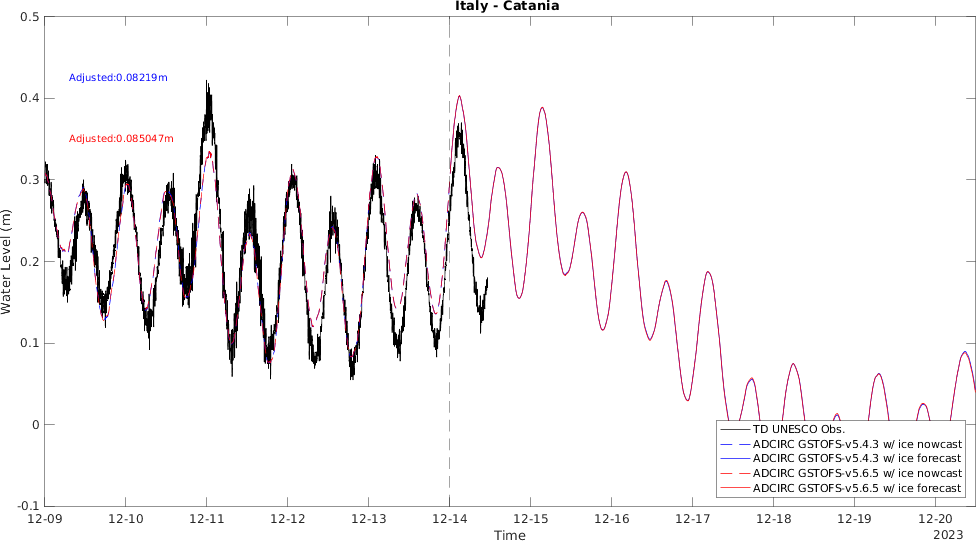 Italy - Catania
0.5
0.4
0.3
0.2
0.1
0
-0.1
Water Level (m)
Adjusted:0.08219m
Adjusted:0.085047m
TD UNESCO Obs.
ADCIRC GSTOFS-v5.4.3 w/ ice nowcast
ADCIRC GSTOFS-v5.4.3 w/ ice forecast
ADCIRC GSTOFS-v5.6.5 w/ ice nowcast
ADCIRC GSTOFS-v5.6.5 w/ ice forecast
12-09 12-10 12-11 12-12 12-13 12-14 12-15 12-16 12-17 12-18 12-19 12-20
Time
2023